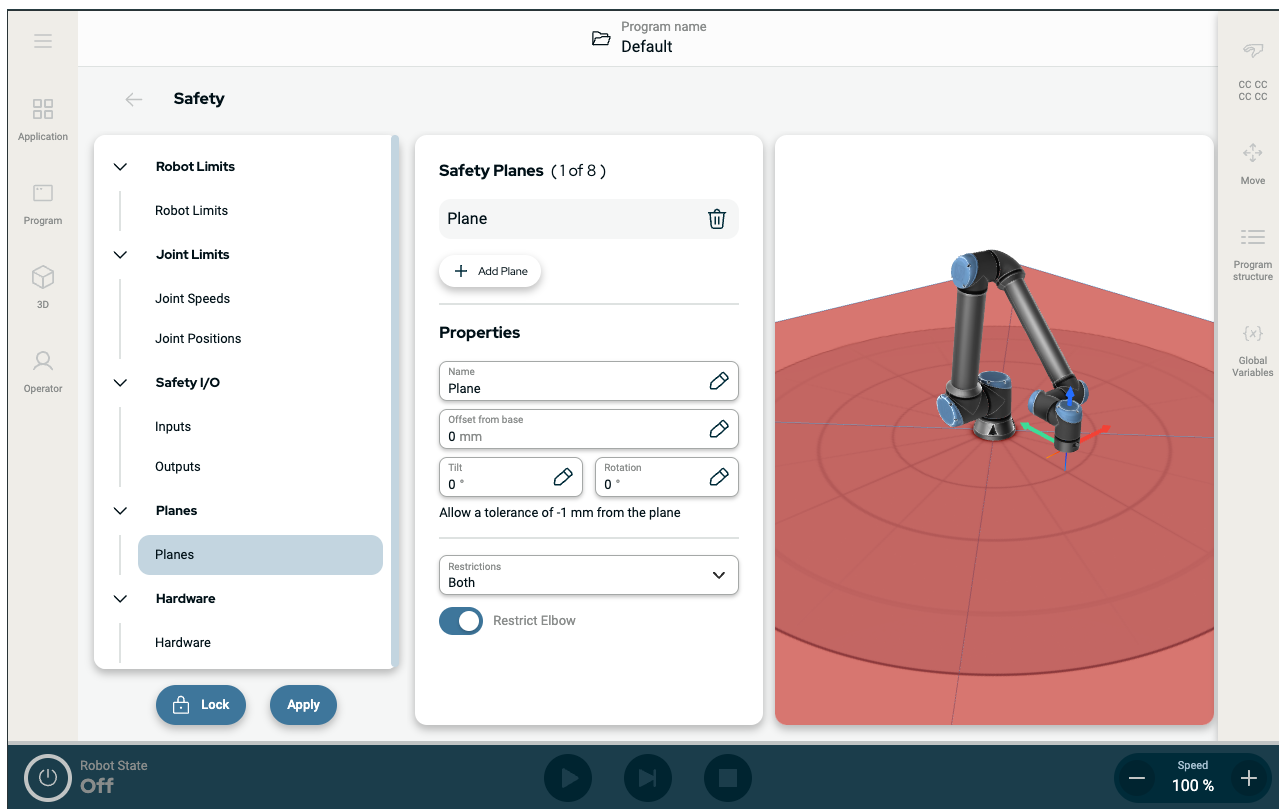 Program name
Default
CC CC
CC CC
Safety
Application
Program
3D
Operator
Robot Limits
Robot Limits
Joint Limits
Joint Speeds
Joint Positions
Safety I/O
Inputs
Outputs
Planes
Planes
Hardware
Hardware
Lock
Apply
Safety Planes ( 1 of 8 )
Plane
Add Plane
Properties
Name
Plane
Offset from base
0 mm
Tilt
0 °
Rotation
0 °
Allow a tolerance of -1 mm from the plane
Restrictions
Both
Restrict Elbow
Move
Program
structure
{x}
Global
Variables
Robot State
Off
Speed
100 %